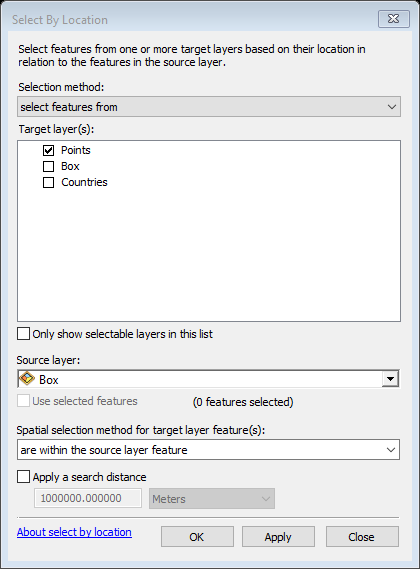 Select By Location
Select features from one or more target layers based on their location in
relation to the features in the source layer.
Selection method:
select features from
Target layer(s):
Points
Box
Countries
Only show selectable layers in this list
Source layer:
Box
Use selected features (0 features selected)
Spatial selection method for target layer feature(s):
are within the source layer feature
Apply a search distance
1000000.000000 Meters
About select by location OK Apply Close